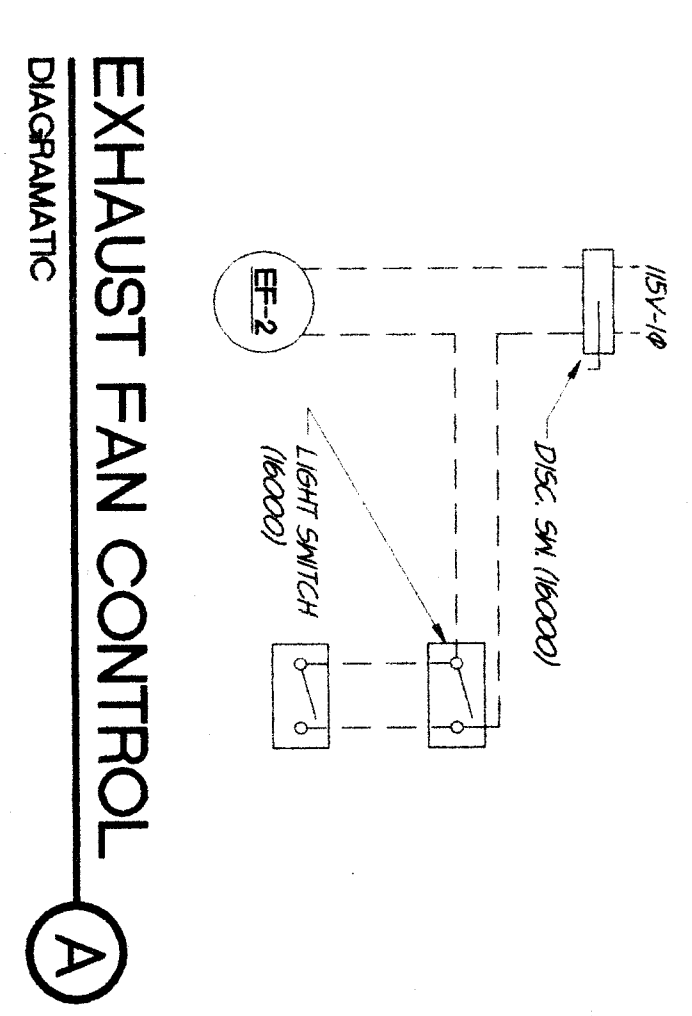 115V-1Ø
DISC. SW. (16000)
EF-2
LIGHT SWITCH
(16000)
EXHAUST FAN CONTROL
DIAGRAMATIC
A